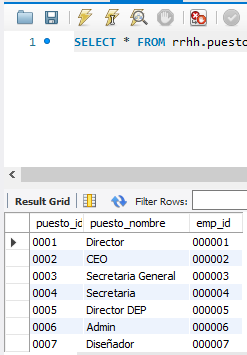 1 SELECT * FROM rrhh.puesto
Result Grid Filter Rows:
puesto_id puesto_nombre emp_id
0001 Director 000001
0002 CEO 000002
0003 Secretaria General 000003
0004 Secretaria 000004
0005 Director DEP 000005
0006 Admin 000006
0007 Diseñador 000007